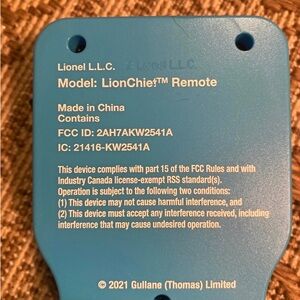 Lionel L.L.C.
Model: LionChief™ Remote
Made in China
Contains
FCC ID: 2AH7AKW2541A
IC: 21416-KW2541A
This device complies with part 15 of the FCC Rules and with
Industry Canada license-exempt RSS standard(s).
Operation is subject to the following two conditions:
(1) This device may not cause harmful interference, and
(2) This device must accept any interference received, including
interference that may cause undesired operation.
© 2021 Gullane (Thomas) Limited